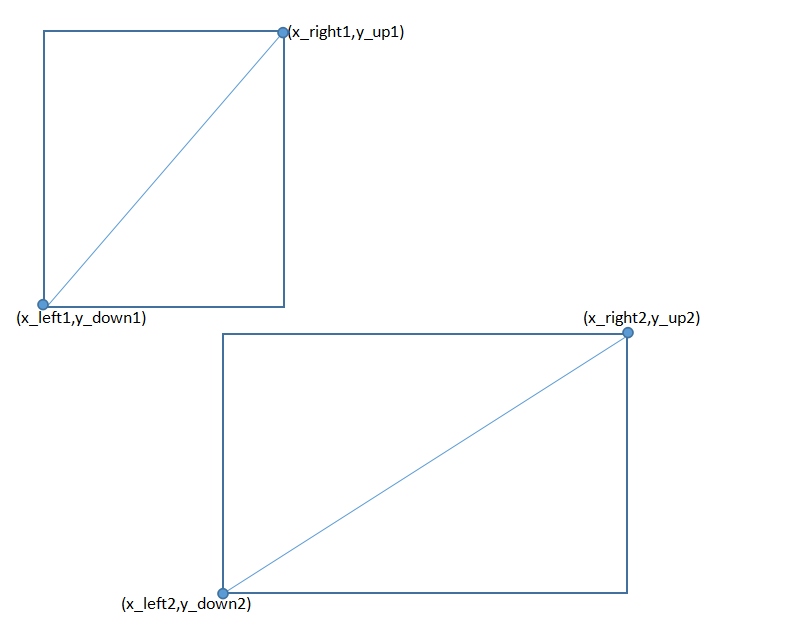 (x_right1,y_up1)
(x_left1,y_down1)
(x_right2,y_up2)
(x_left2,y_down2)